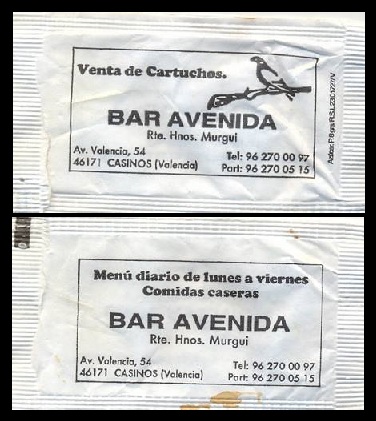 Venta de Cartuchos.
BAR AVENIDA
Rte. Hnos. Murgui
Av. Valencia, 54
46171 CASINOS (Valencia)
Tel: 96 270 00 97
Part: 96 270 05 15
Menú diario de lunes a viernes
Comidas caseras
BAR AVENIDA
Rte. Hnos. Murgui
Av. Valencia, 54
46171 CASINOS (Valencia)
Tel: 96 270 00 97
Part: 96 270 05 15